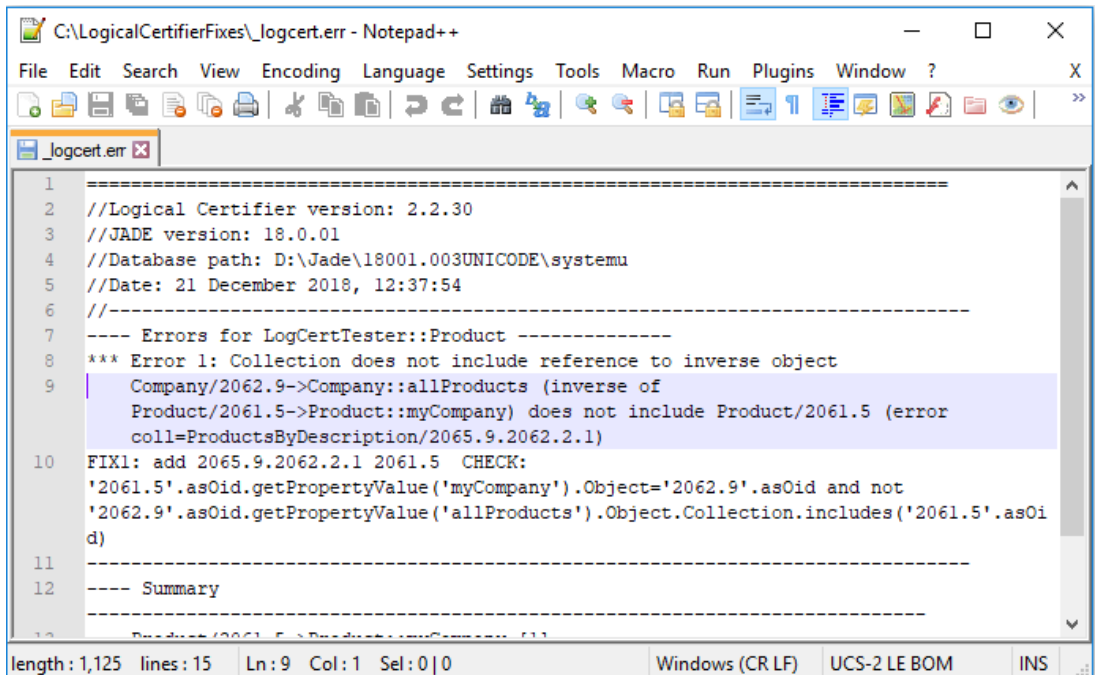 C:\LogicalCertifierFixes\_logcert.err - Notepad++
File Edit Search View Encoding Language Settings Tools Macro Run Plugins Window ? X
_logcert.err
1 ==============================================================================
2 //Logical Certifier version: 2.2.30
3 //JADE version: 18.0.01
4 //Database path: D:\Jade\18001.003UNICODE\systemu
5 //Date: 21 December 2018, 12:37:54
6 //------------------------------------------------------------------------------
7 ---- Errors for LogCertTester::Product --------------
8 *** Error 1: Collection does not include reference to inverse object
9 Company/2062.9->Company::allProducts (inverse of
Product/2061.5->Product::myCompany) does not include Product/2061.5 (error
coll=ProductsByDescription/2065.9.2062.2.1)
10 FIX1: add 2065.9.2062.2.1 2061.5  CHECK:
'2061.5'.asOid.getPropertyValue('myCompany').Object='2062.9'.asOid and not
'2062.9'.asOid.getPropertyValue('allProducts').Object.Collection.includes('2061.5'.asOi
d)
11 --------------------------------------------------------------------------------
12 ---- Summary
----------------------------------------------------------------------------
length : 1,125 lines : 15 Ln : 9 Col : 1 Sel : 0 | 0 Windows (CR LF) UCS-2 LE BOM INS